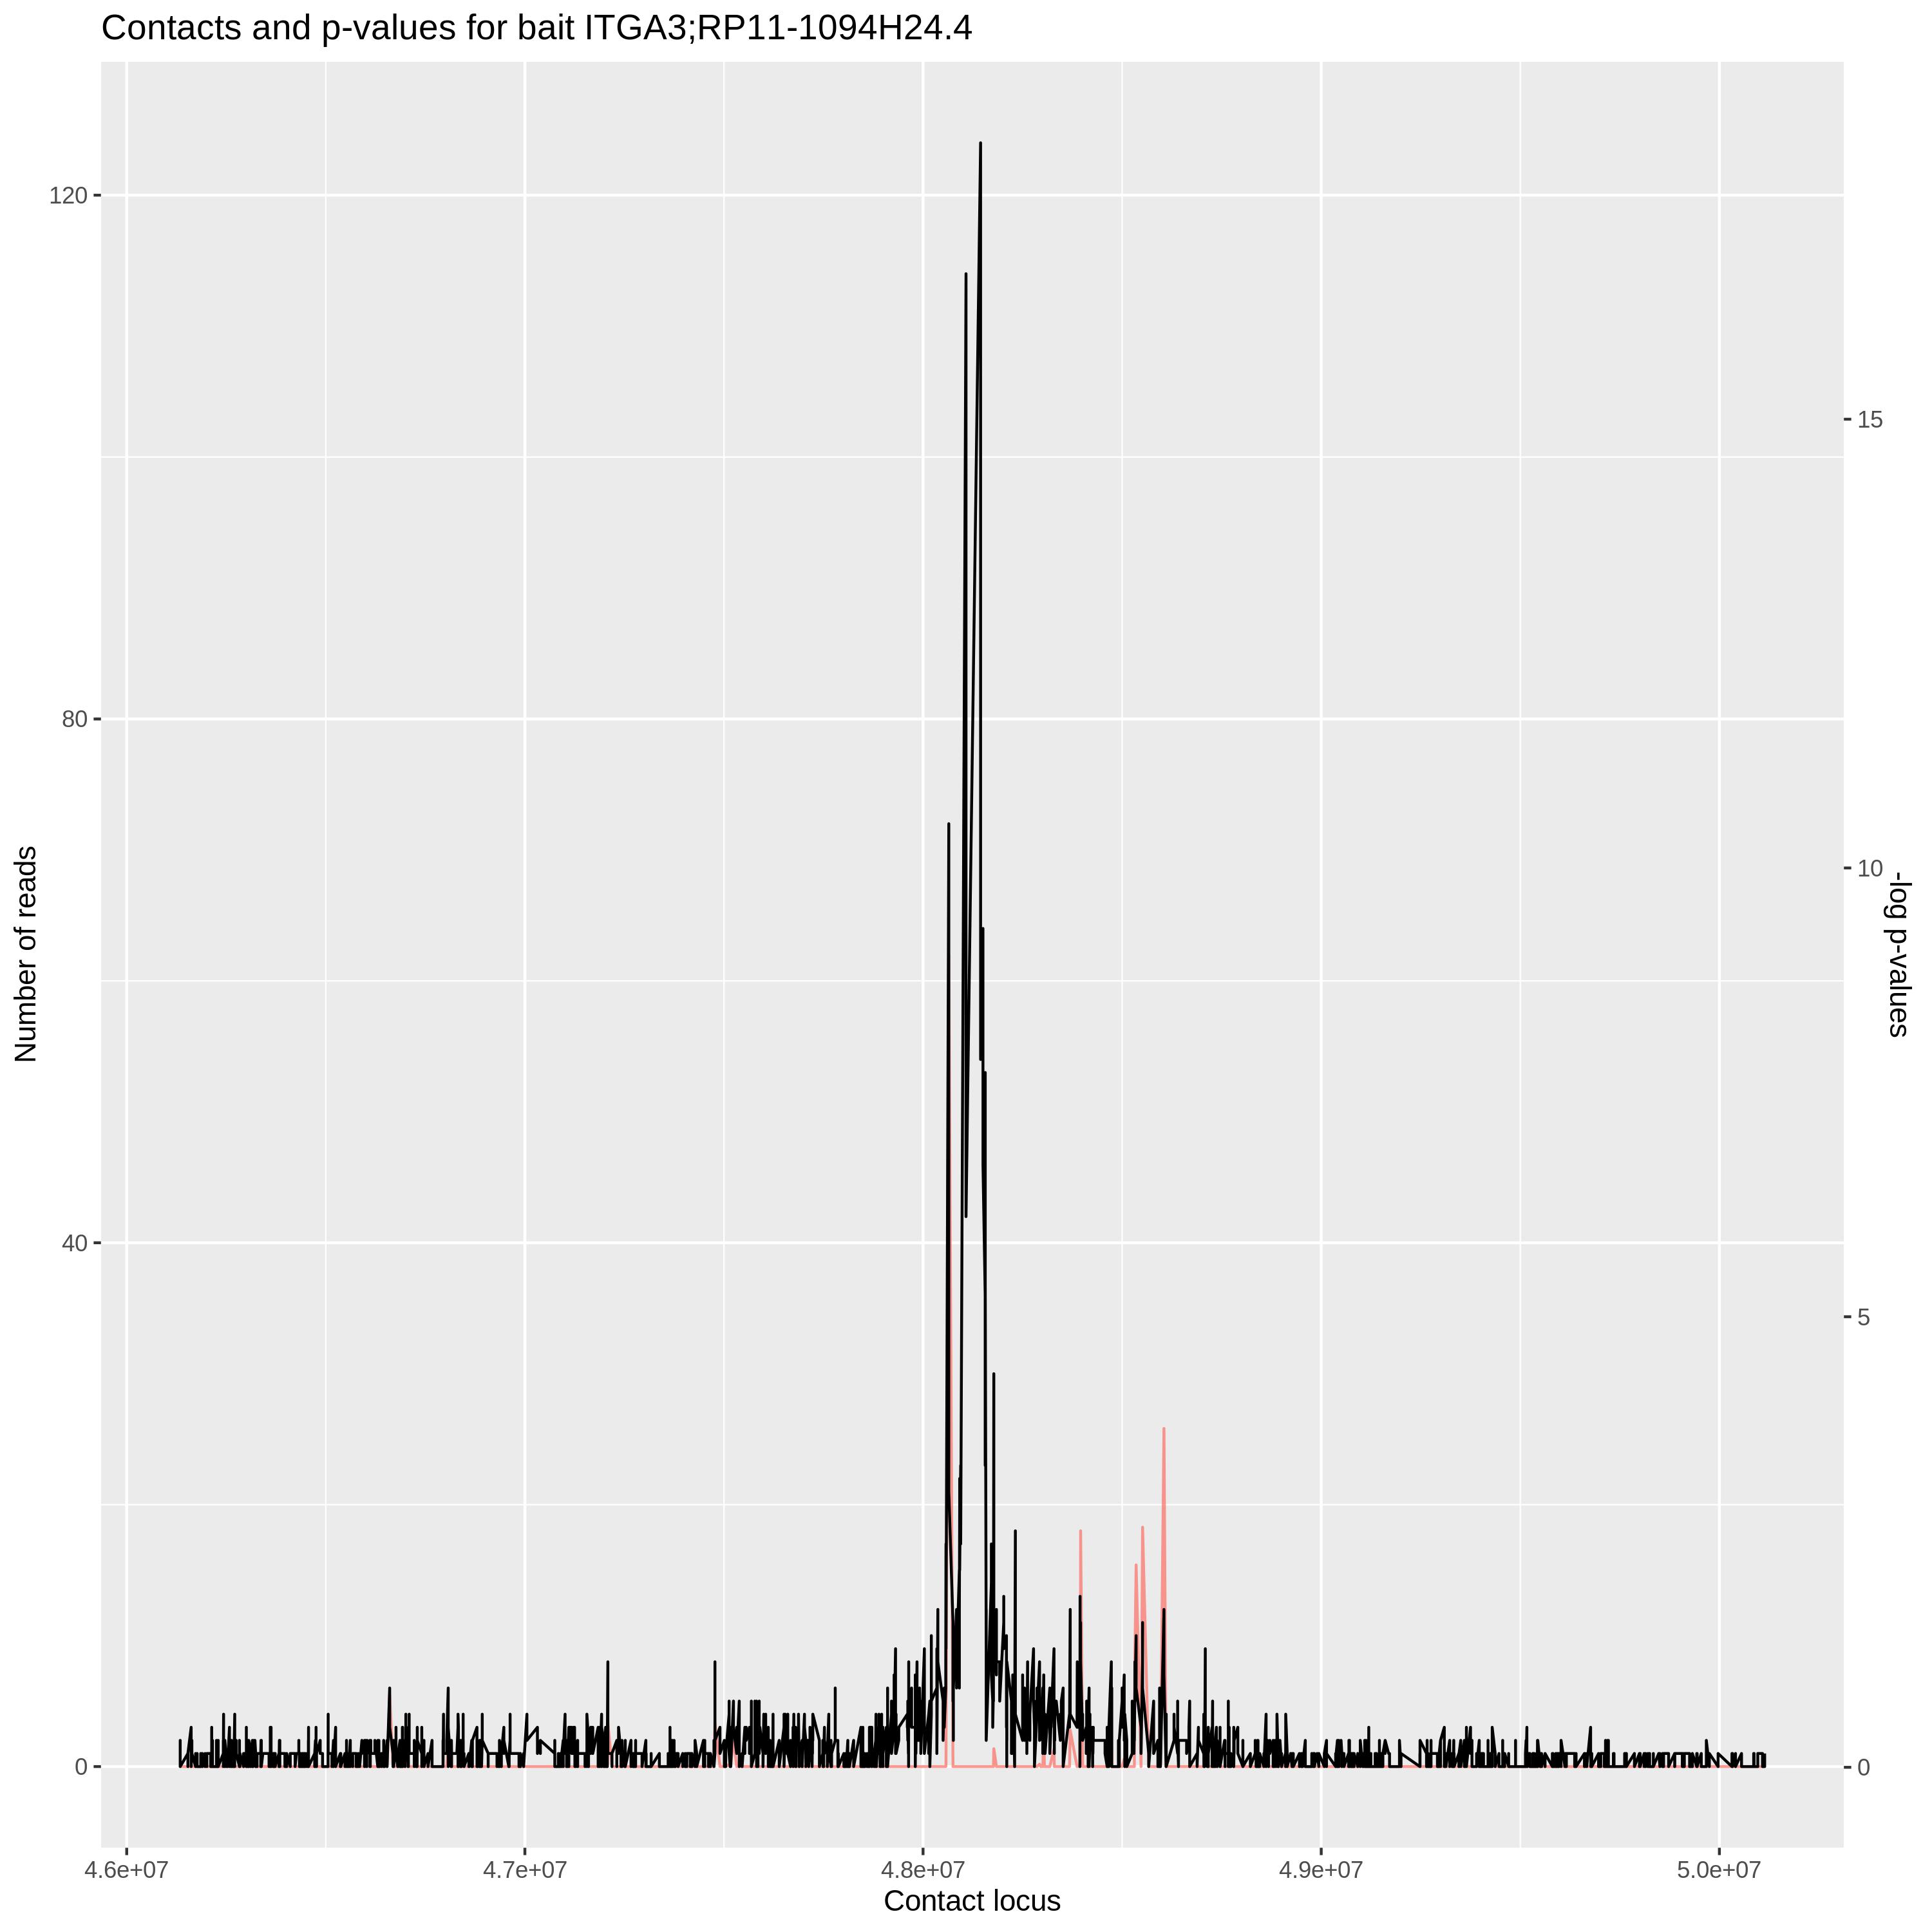 Contacts and p-values for bait ITGA3;RP11-1094H24.4
120
80
40
0
Number of reads
15
10
5
0
-log p-values
4.6e+07
4.7e+07
4.8e+07
4.9e+07
5.0e+07
Contact locus